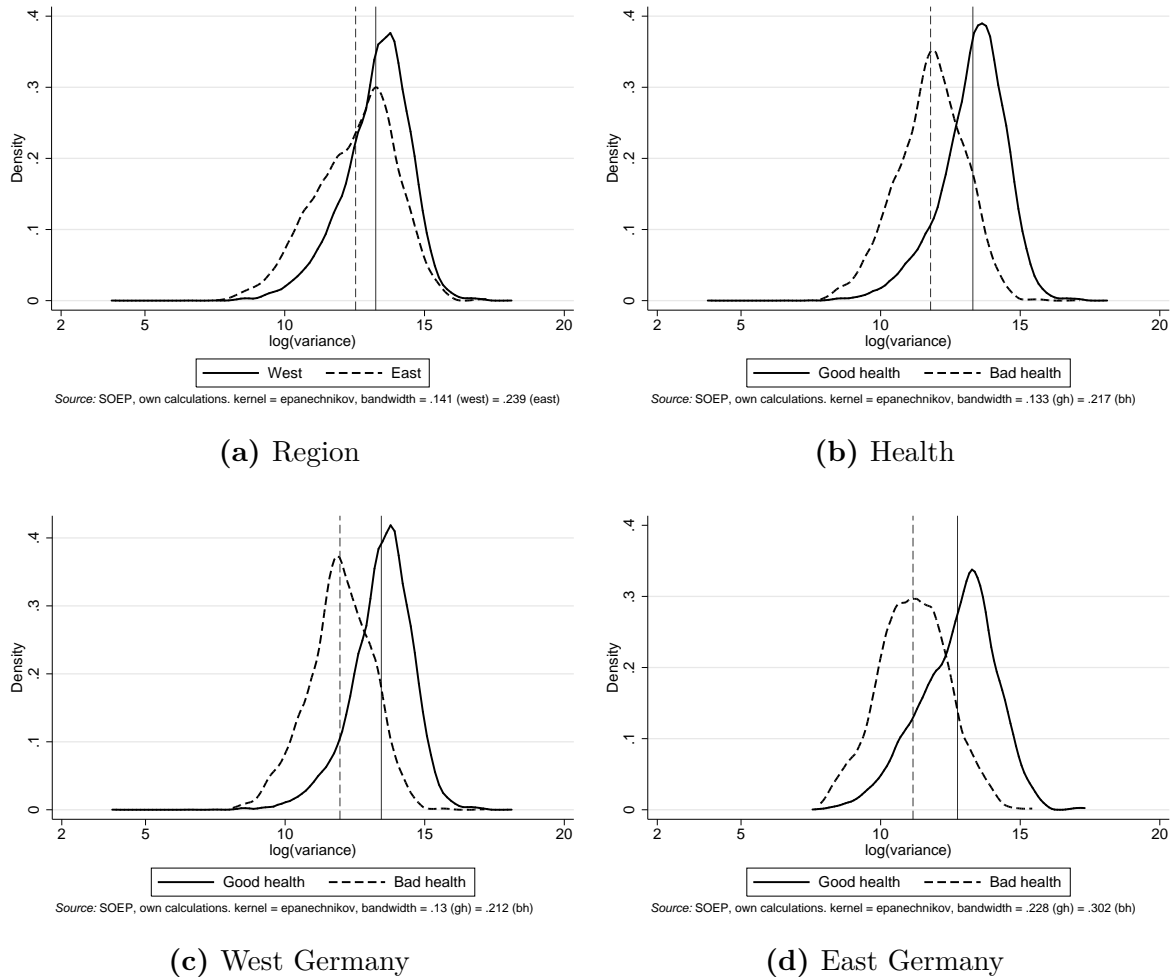 .4
.3
.2
.1
0
Density
2 5 10 15 20
log(variance)
West East
Source: SOEP, own calculations. kernel = epanechnikov, bandwidth = .141 (west) = .239 (east)
(a) Region
.4
.3
.2
.1
0
Density
2 5 10 15 20
log(variance)
Good health Bad health
Source: SOEP, own calculations. kernel = epanechnikov, bandwidth = .133 (gh) = .217 (bh)
(b) Health
.4
.3
.2
.1
0
Density
2 5 10 15 20
log(variance)
Good health Bad health
Source: SOEP, own calculations. kernel = epanechnikov, bandwidth = .13 (gh) = .212 (bh)
(c) West Germany
.4
.3
.2
.1
0
Density
2 5 10 15 20
log(variance)
Good health Bad health
Source: SOEP, own calculations. kernel = epanechnikov, bandwidth = .228 (gh) = .302 (bh)
(d) East Germany